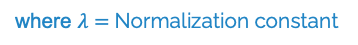 where λ = Normalization constant